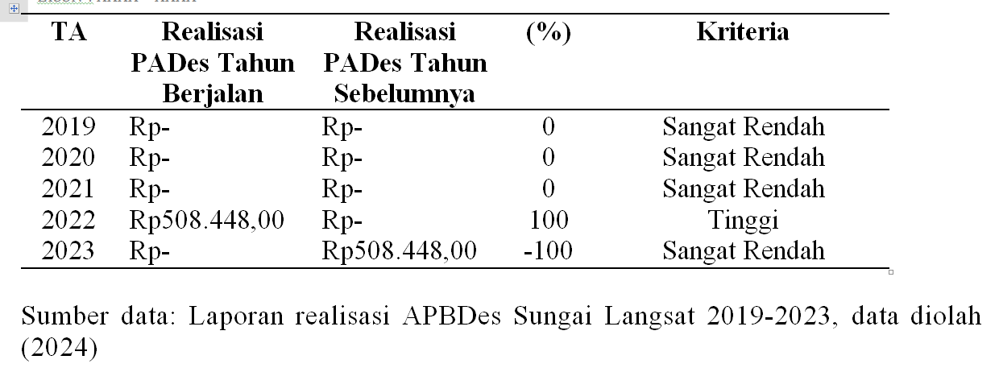 TA Realisasi PADes Tahun Berjalan Realisasi PADes Tahun Sebelumnya (%) Kriteria
2019 Rp- Rp- 0 Sangat Rendah
2020 Rp- Rp- 0 Sangat Rendah
2021 Rp- Rp- 0 Sangat Rendah
2022 Rp508.448,00 Rp- 100 Tinggi
2023 Rp- Rp508.448,00 -100 Sangat Rendah
Sumber data: Laporan realisasi APBDes Sungai Langsat 2019-2023, data diolah
(2024)